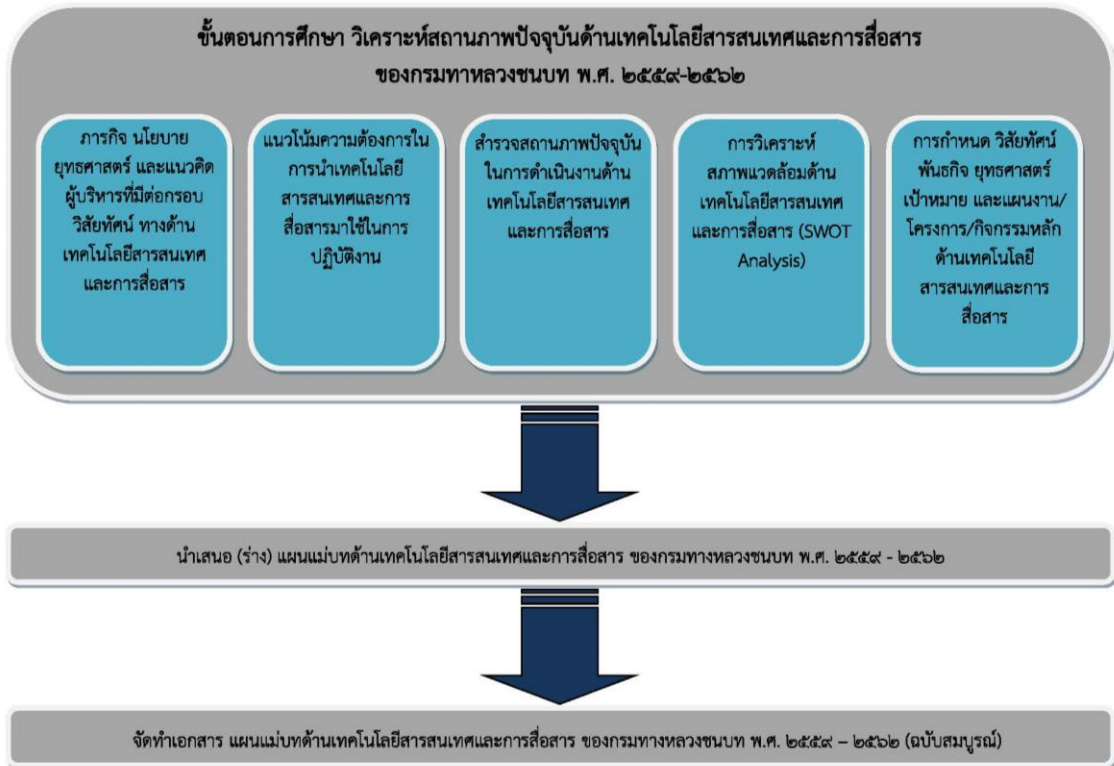 ขั้นตอนการศึกษา วิเคราะห์สถานภาพปัจจุบันด้านเทคโนโลยีสารสนเทศและการสื่อสาร
ของกรมทาหลวงชนบท พ.ศ. ๒๕๕๙-๒๕๖๒
ภารกิจ นโยบาย
ยุทธศาสตร์ และแนวคิด
ผู้บริหารที่มีต่อกรอบ
วิสัยทัศน์ ทางด้าน
เทคโนโลยีสารสนเทศ
และการสื่อสาร
แนวโน้มความต้องการใน
การนำเทคโนโลยี
สารสนเทศและการ
สื่อสารมาใช้ในการ
ปฏิบัติงาน
สำรวจสถานภาพปัจจุบัน
ในการดำเนินงานด้าน
เทคโนโลยีสารสนเทศ
และการสื่อสาร
การวิเคราะห์
สภาพแวดล้อมด้าน
เทคโนโลยีสารสนเทศ
และการสื่อสาร (SWOT
Analysis)
การกำหนด วิสัยทัศน์
พันธกิจ ยุทธศาสตร์
เป้าหมาย และแผนงาน/
โครงการ/กิจกรรมหลัก
ด้านเทคโนโลยี
สารสนเทศและการ
สื่อสาร
นำเสนอ (ร่าง) แผนแม่บทด้านเทคโนโลยีสารสนเทศและการสื่อสาร ของกรมทางหลวงชนบท พ.ศ. ๒๕๕๙ - ๒๕๖๒
จัดทำเอกสาร แผนแม่บทด้านเทคโนโลยีสารสนเทศและการสื่อสาร ของกรมทางหลวงชนบท พ.ศ. ๒๕๕๙ – ๒๕๖๒ (ฉบับสมบูรณ์)